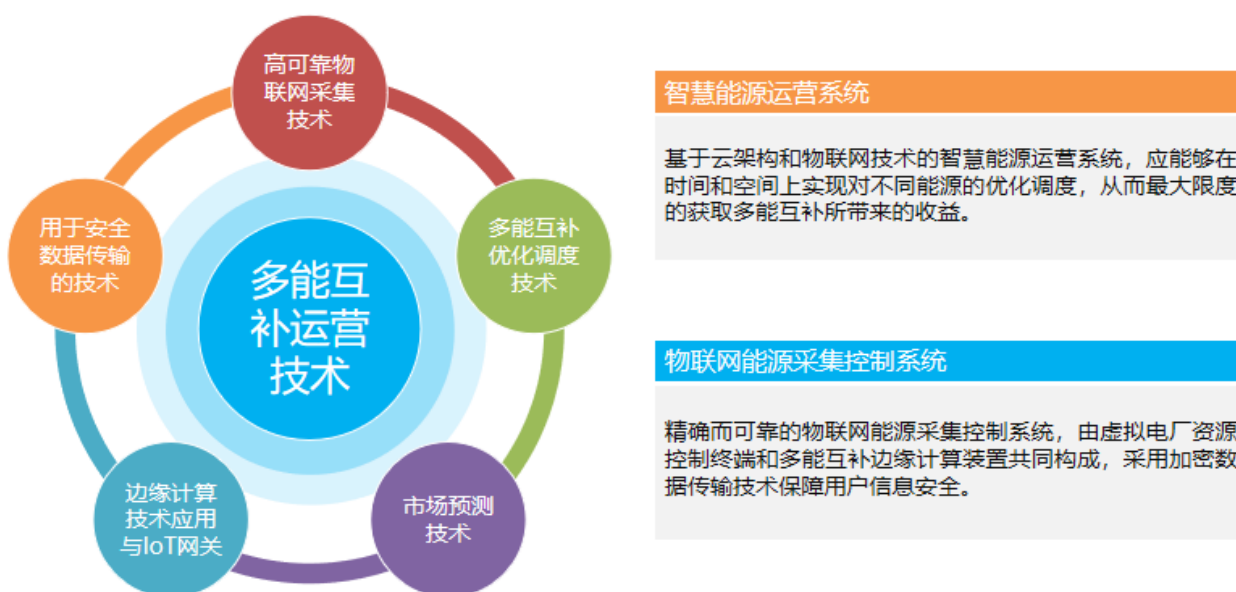 高可靠物
联网采集
技术
用于安全
数据传输
的技术
多能互补
优化调度
技术
多能互
补运营
技术
边缘计算
技术应用
与IoT网关
市场预测
技术
智慧能源运营系统
基于云架构和物联网技术的智慧能源运营系统，应能够在
时间和空间上实现对不同能源的优化调度，从而最大限度
的获取多能互补所带来的收益。
物联网能源采集控制系统
精确而可靠的物联网能源采集控制系统，由虚拟电厂资源
控制终端和多能互补边缘计算装置共同构成，采用加密数
据传输技术保障用户信息安全。